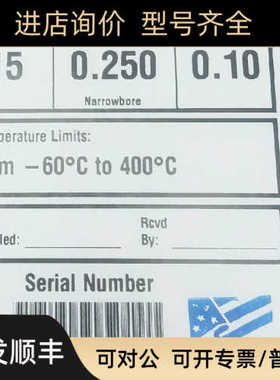 进店询价 型号齐全
5 0.250 0.10
Narrowbore
perature Limits:
m −60°C to 400°C
Rcvd
led: By:
Serial Number
发顺丰
可对公 可开专票/普